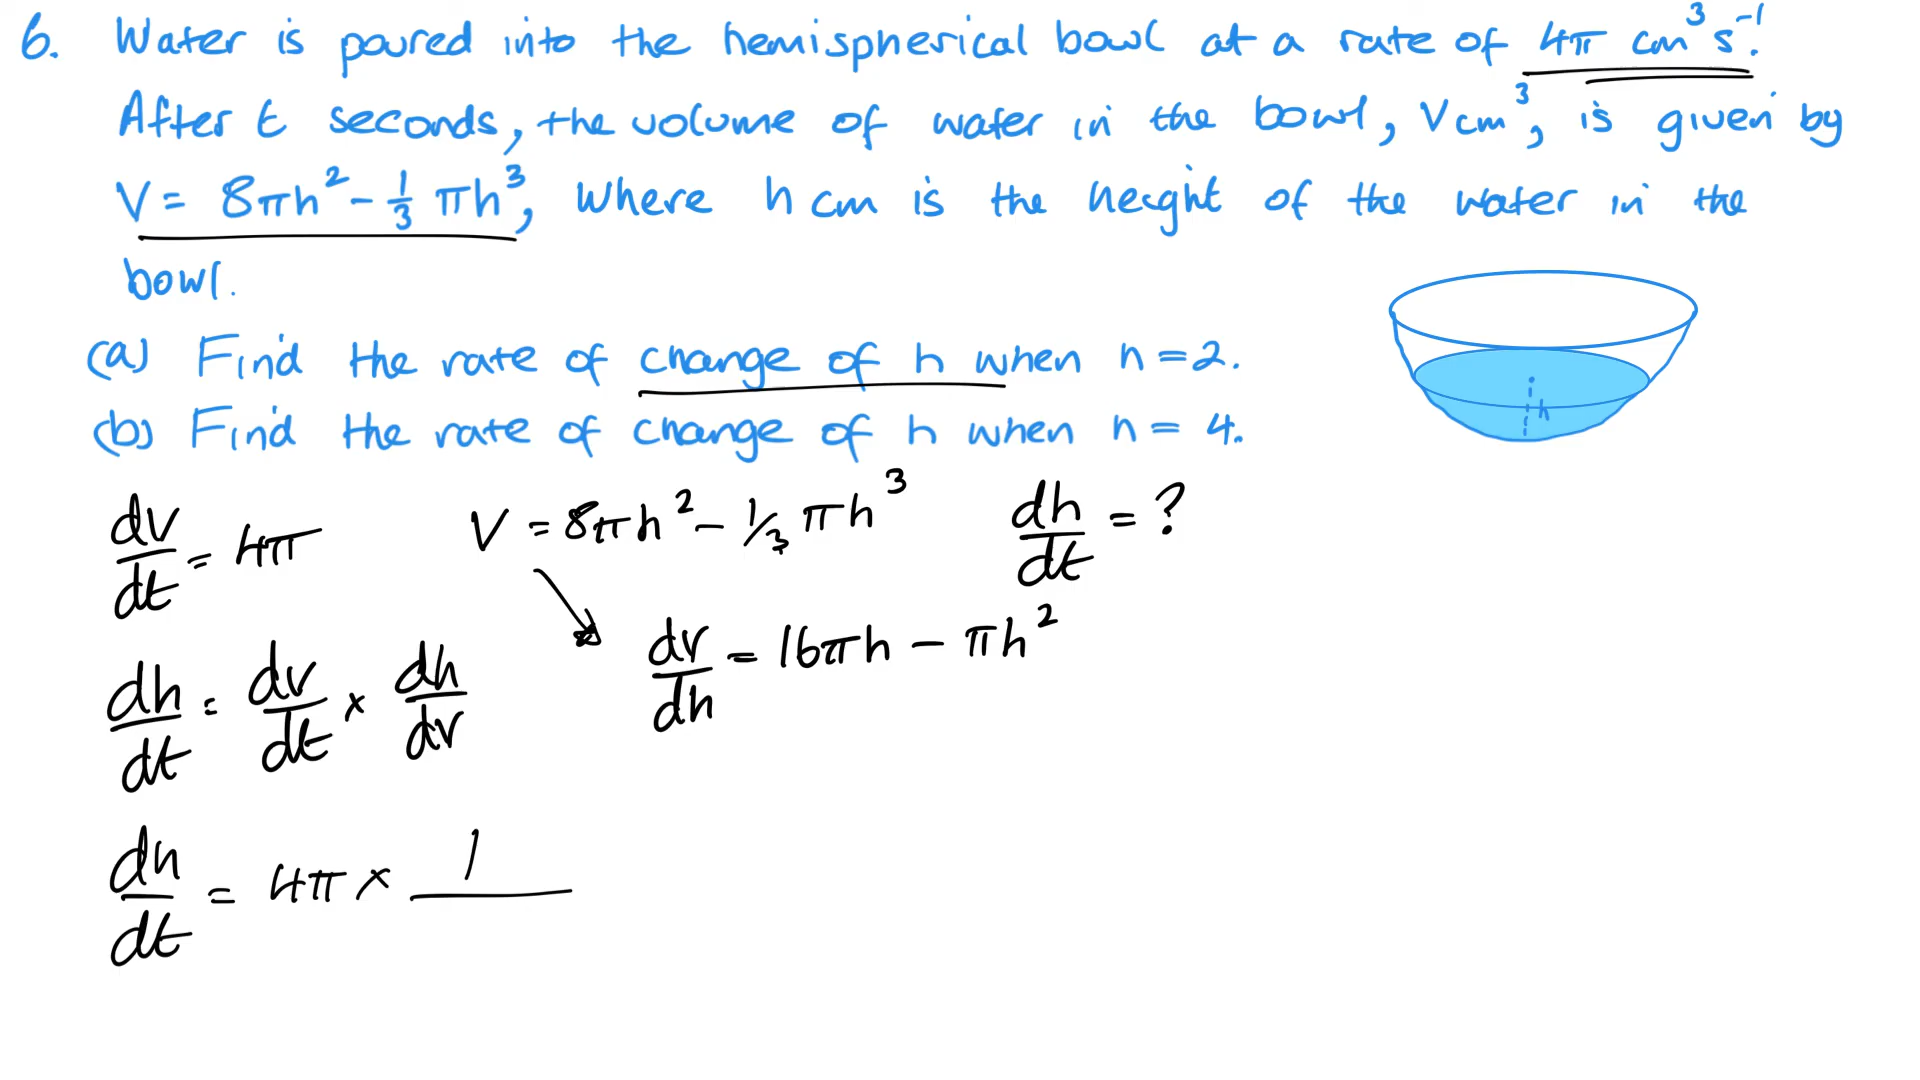 6. Water is poured into the hemispherical bowl at a rate of 4π cm³ s⁻¹.
After t seconds, the volume of water in the bowl, V cm³, is given by
V = 8πh² - 1/3 πh³, where h cm is the height of the water in the
bowl.
(a) Find the rate of change of h when h = 2.
(b) Find the rate of change of h when h = 4.
h
dv/dt = 4π V = 8πh² - 1/3 πh³ dh/dt = ?
dv/dh = 16πh - πh²
dh/dt = dv/dt × dh/dv
dh/dt = 4π × 1/